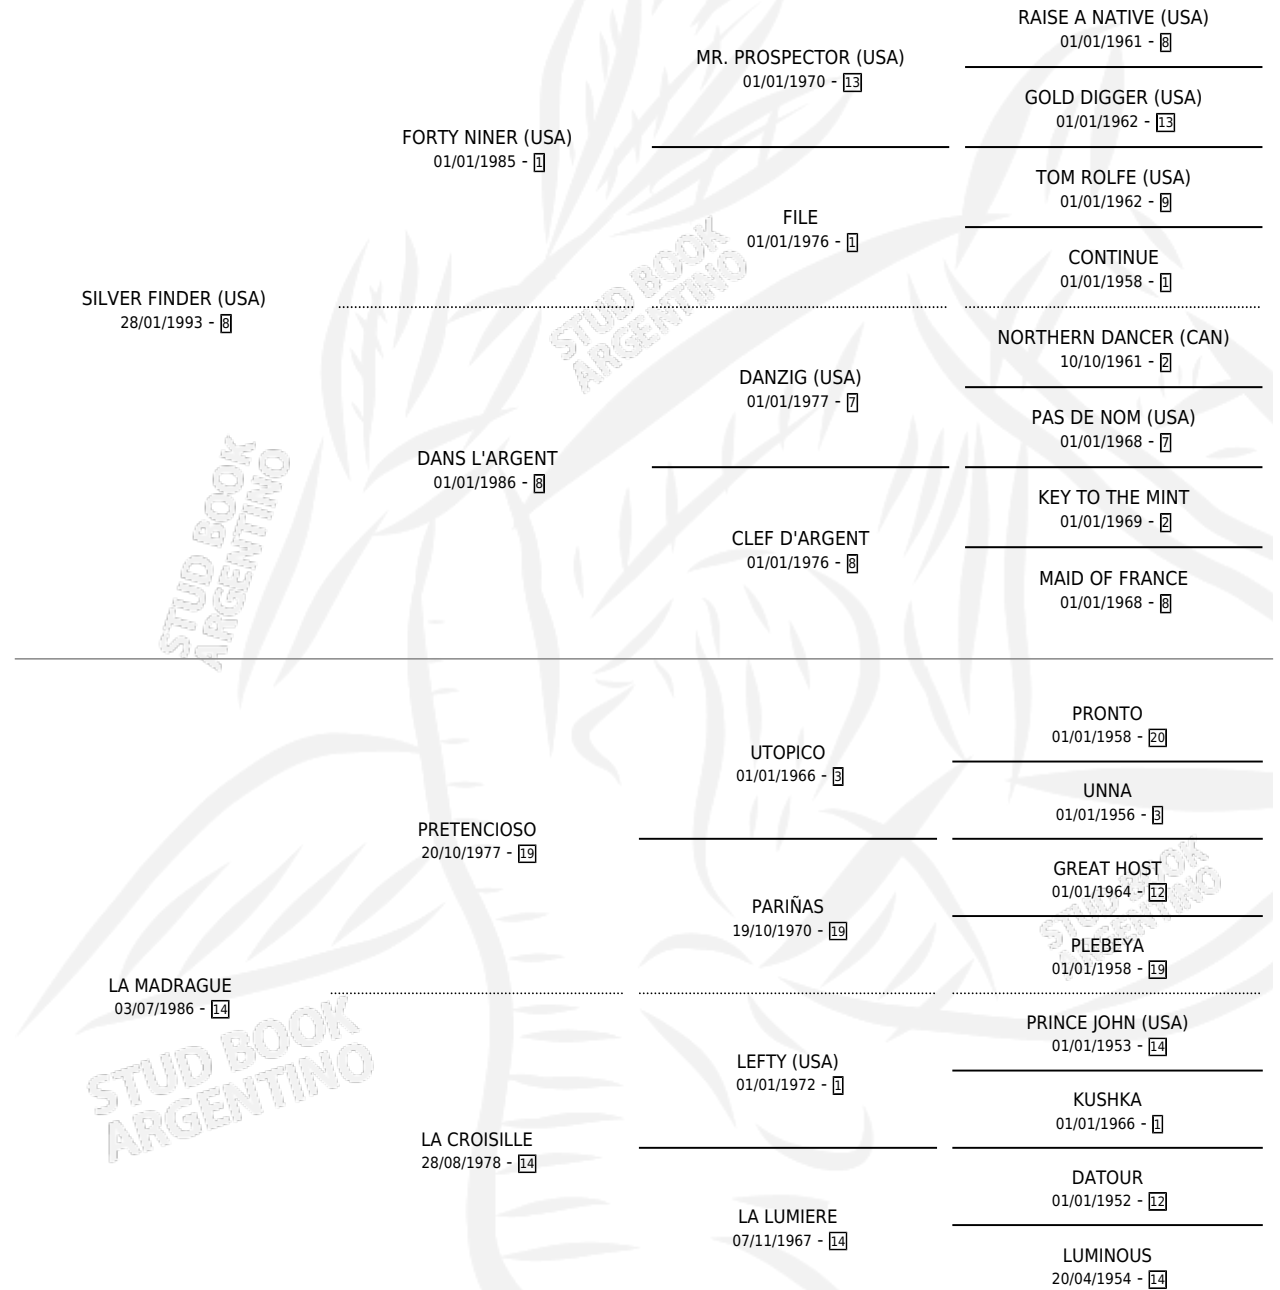 RAISE A NATIVE (USA)
01/01/1961 - 8
MR. PROSPECTOR (USA)
01/01/1970 - 13
GOLD DIGGER (USA)
01/01/1962 - 13
FORTY NINER (USA)
01/01/1985 - 1
TOM ROLFE (USA)
01/01/1962 - 9
FILE
01/01/1976 - 1
CONTINUE
01/01/1958 - 1
SILVER FINDER (USA)
28/01/1993 - 8
NORTHERN DANCER (CAN)
10/10/1961 - 2
DANZIG (USA)
01/01/1977 - 7
PAS DE NOM (USA)
01/01/1968 - 7
DANS L'ARGENT
01/01/1986 - 8
KEY TO THE MINT
01/01/1969 - 2
CLEF D'ARGENT
01/01/1976 - 8
MAID OF FRANCE
01/01/1968 - 8
PRONTO
01/01/1958 - 20
UTOPICO
01/01/1966 - 3
UNNA
01/01/1956 - 3
PRETENCIOSO
20/10/1977 - 19
GREAT HOST
01/01/1964 - 12
PARIÑAS
19/10/1970 - 19
PLEBEYA
01/01/1958 - 19
LA MADRAGUE
03/07/1986 - 14
PRINCE JOHN (USA)
01/01/1953 - 14
LEFTY (USA)
01/01/1972 - 1
KUSHKA
01/01/1966 - 1
LA CROISILLE
28/08/1978 - 14
DATOUR
01/01/1952 - 12
LA LUMIERE
07/11/1967 - 14
LUMINOUS
20/04/1954 - 14
STUD BOOK
ARGENTINO
STUD BOOK
ARGENTINO
STUD BOOK
ARGENTINO
STUD BOOK
ARGENTINO